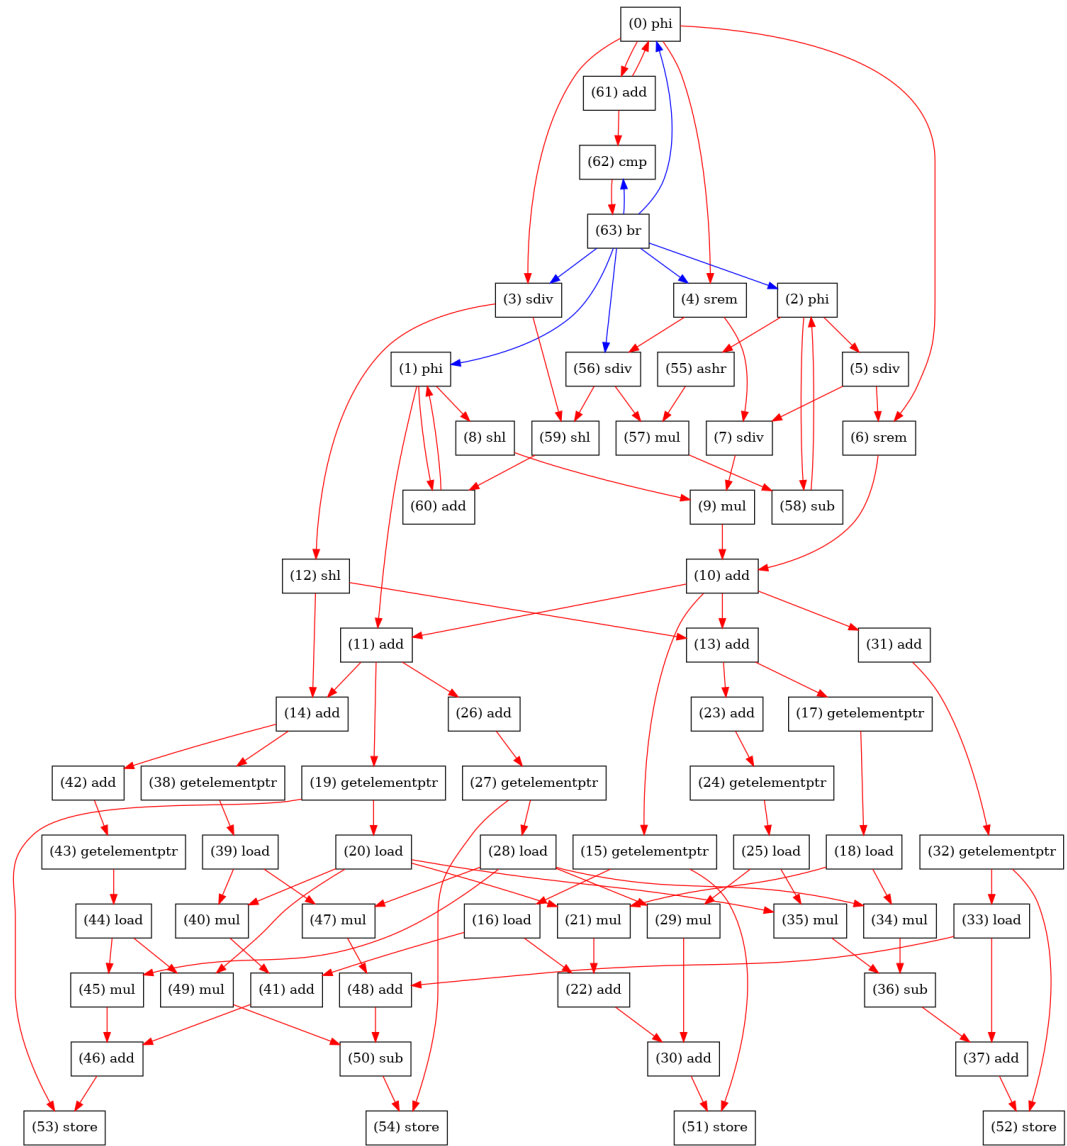 (0) phi
(61) add
(62) cmp
(63) br
(3) sdiv
(4) srem
(2) phi
(1) phi
(56) sdiv
(55) ashr
(5) sdiv
(8) shl
(59) shl
(57) mul
(7) sdiv
(6) srem
(60) add
(9) mul
(58) sub
(12) shl
(10) add
(11) add
(13) add
(31) add
(14) add
(26) add
(23) add
(17) getelementptr
(42) add
(38) getelementptr
(19) getelementptr
(27) getelementptr
(24) getelementptr
(43) getelementptr
(39) load
(20) load
(28) load
(15) getelementptr
(25) load
(18) load
(32) getelementptr
(44) load
(40) mul
(47) mul
(16) load
(21) mul
(29) mul
(35) mul
(34) mul
(33) load
(45) mul
(49) mul
(41) add
(48) add
(22) add
(36) sub
(46) add
(50) sub
(30) add
(37) add
(53) store
(54) store
(51) store
(52) store